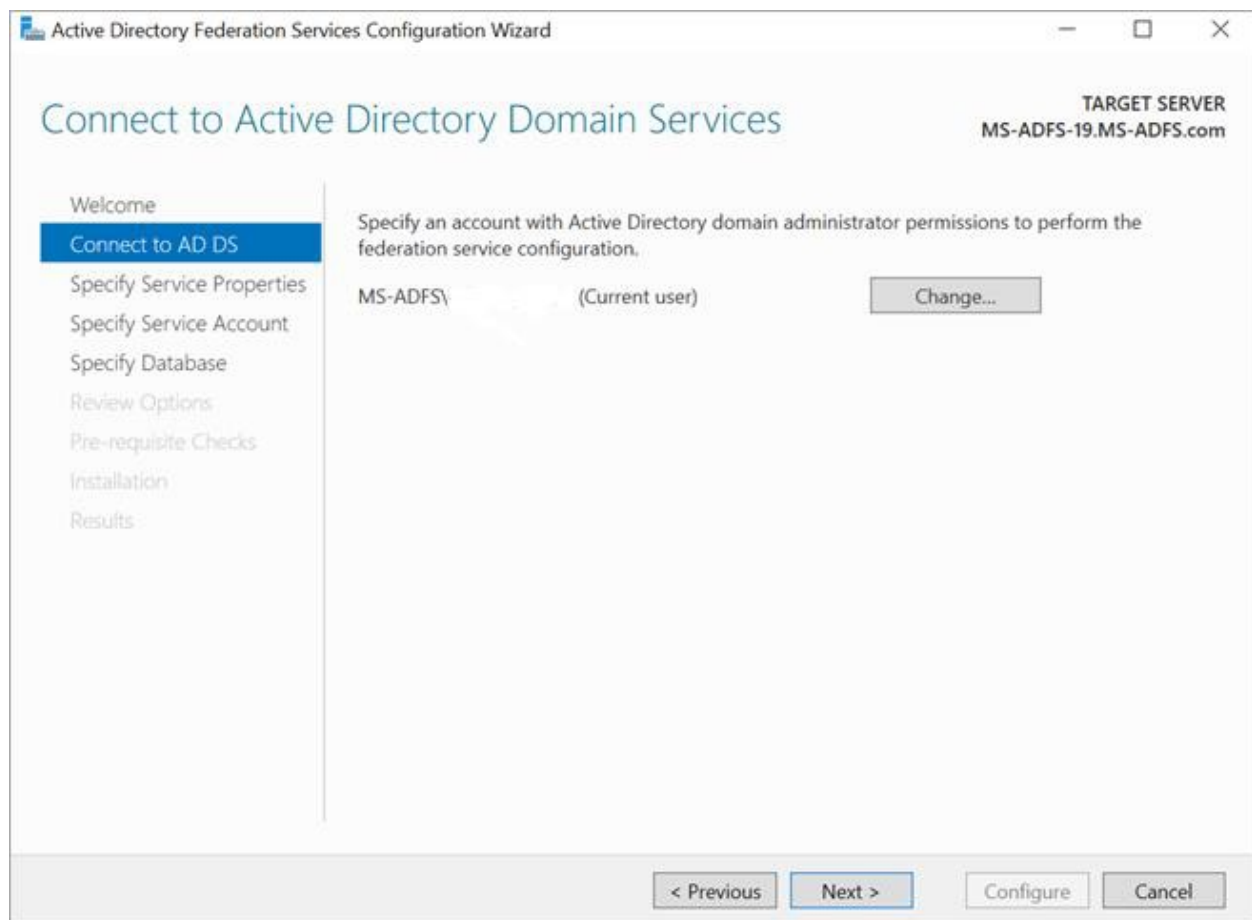 Active Directory Federation Services Configuration Wizard
Connect to Active Directory Domain Services
TARGET SERVER
MS-ADFS-19.MS-ADFS.com
Welcome
Connect to AD DS
Specify Service Properties
Specify Service Account
Specify Database
Review Options
Pre-requisite Checks
Installation
Results
Specify an account with Active Directory domain administrator permissions to perform the
federation service configuration.
MS-ADFS\ (Current user) Change...
< Previous Next > Configure Cancel